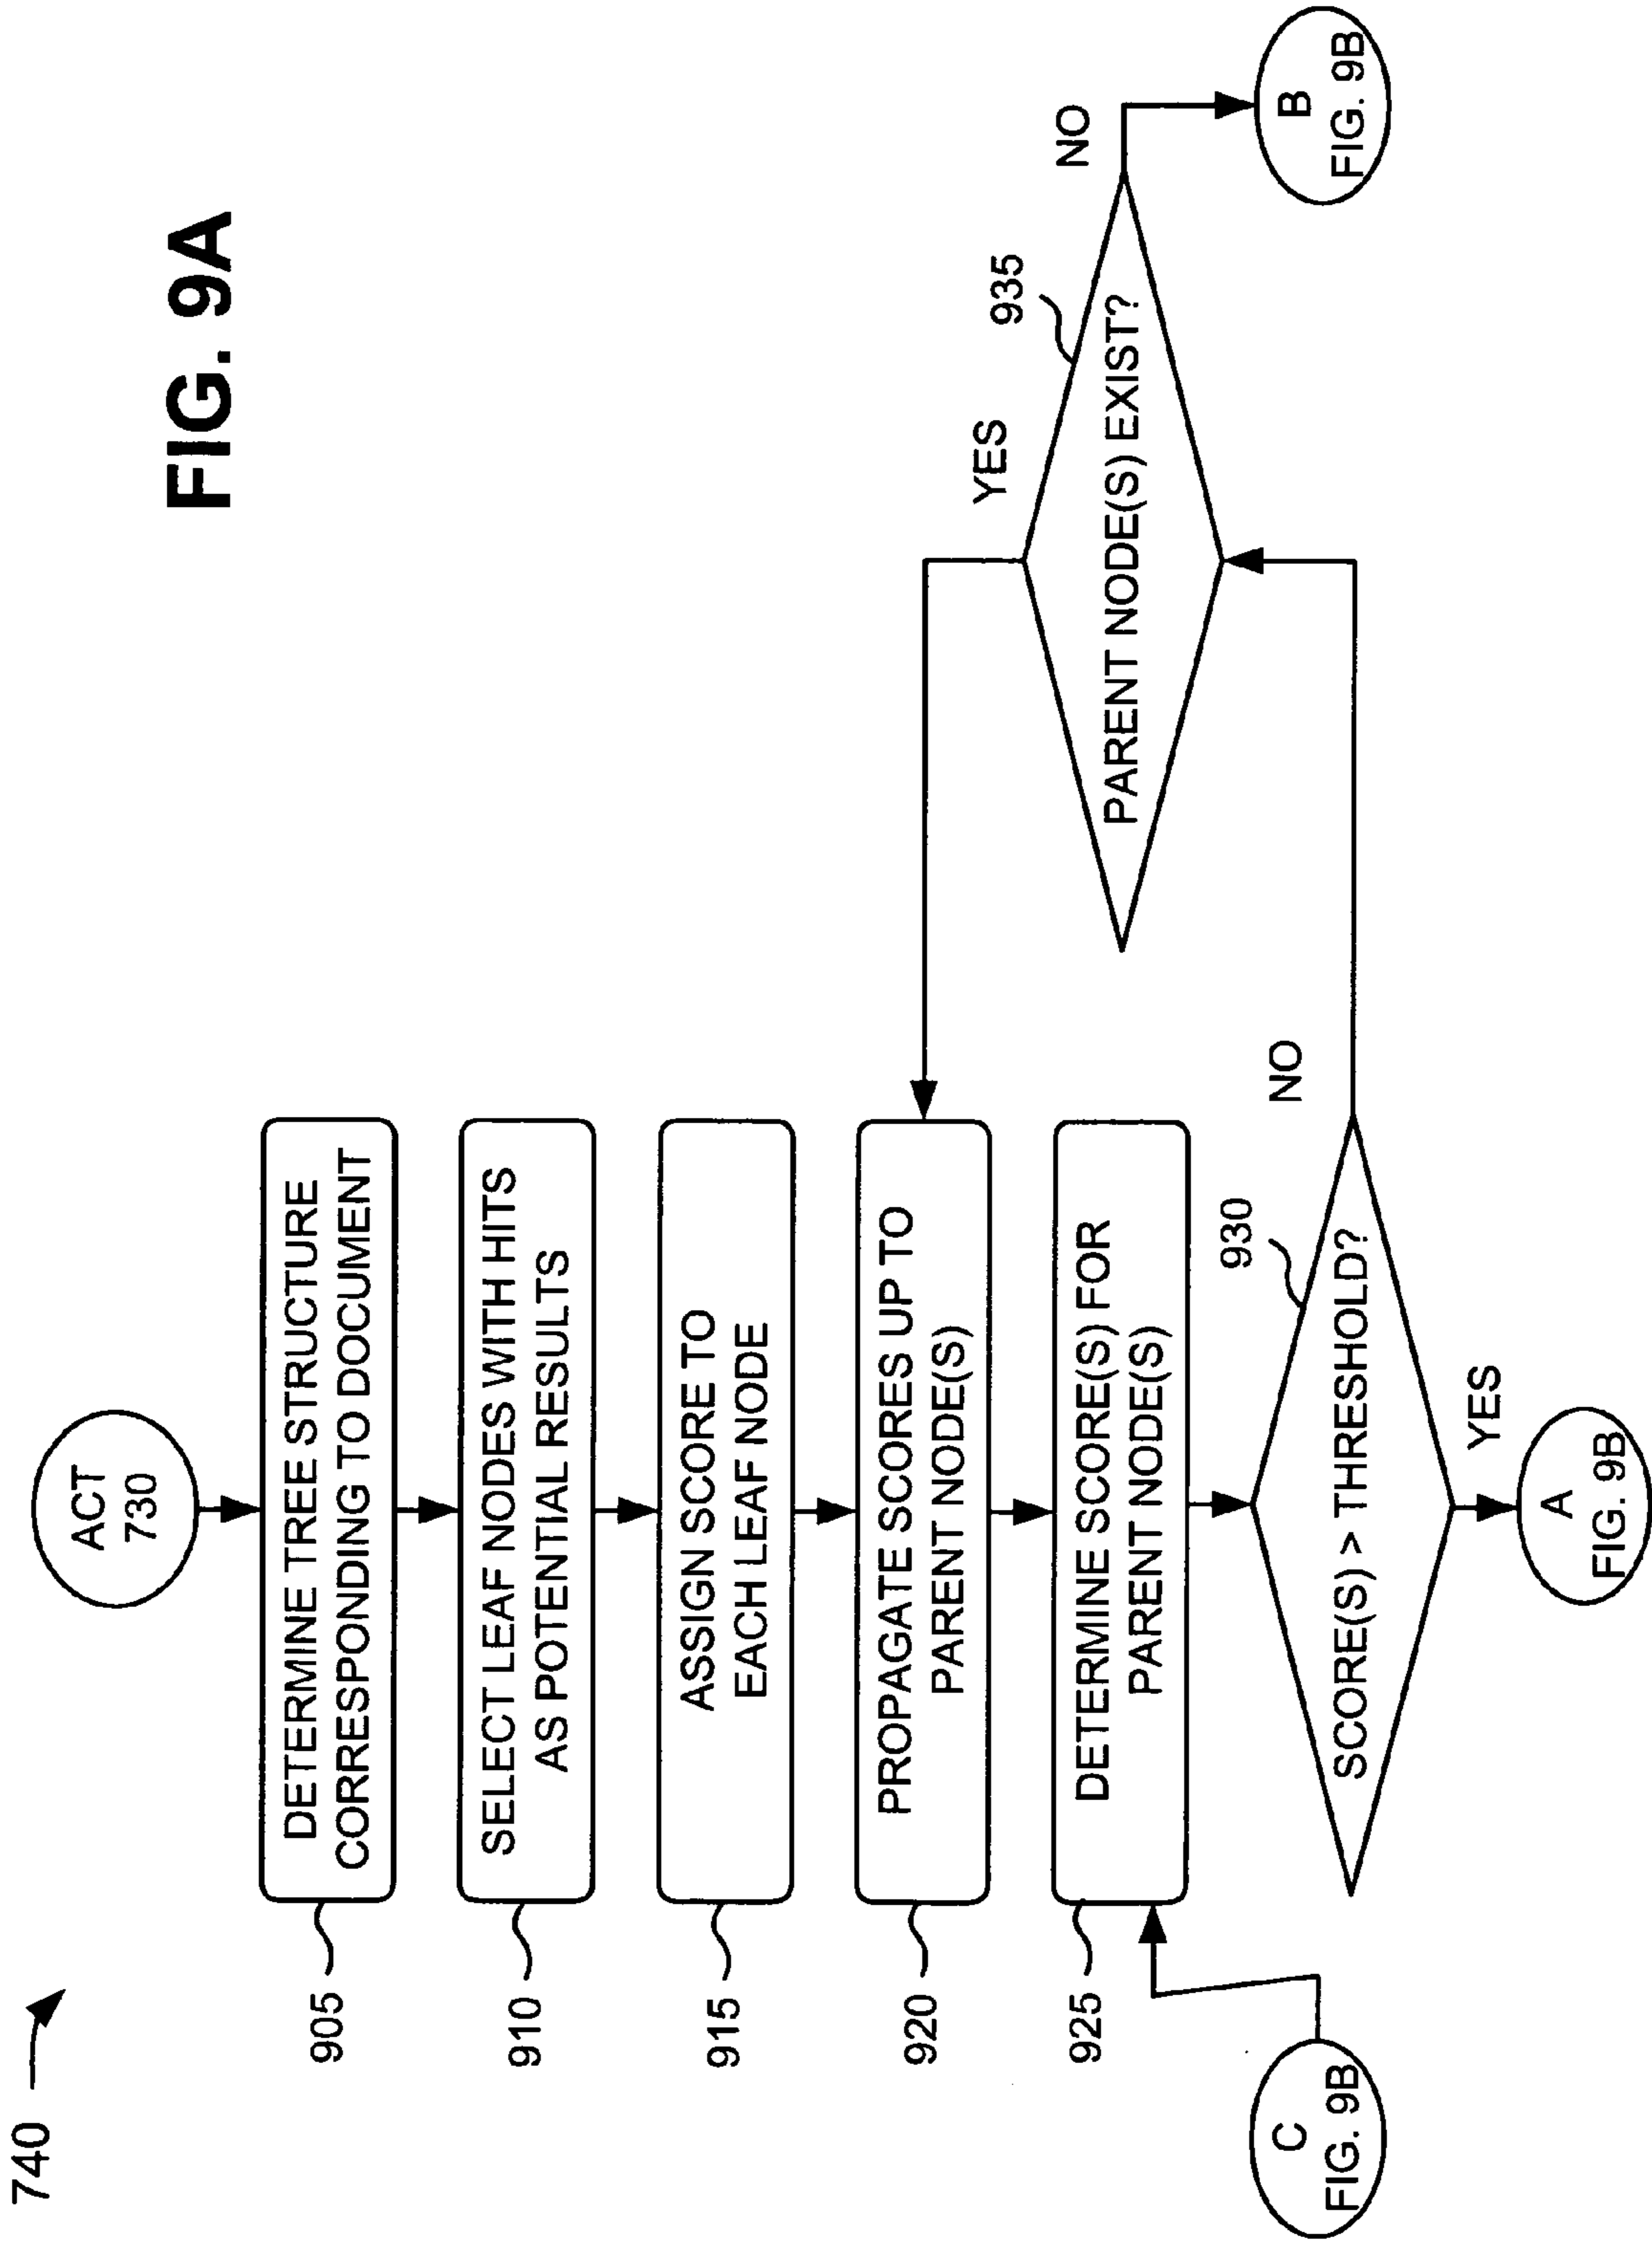 FIG. 9A
740
ACT
730
905
DETERMINE TREE STRUCTURE
CORRESPONDING TO DOCUMENT
910
SELECT LEAF NODES WITH HITS
AS POTENTIAL RESULTS
915
ASSIGN SCORE TO
EACH LEAF NODE
920
PROPAGATE SCORES UP TO
PARENT NODE(S)
925
DETERMINE SCORE(S) FOR
PARENT NODE(S)
C
FIG. 9B
930
SCORE(S) > THRESHOLD?
NO
YES
A
FIG. 9B
935
PARENT NODE(S) EXIST?
YES
NO
B
FIG. 9B